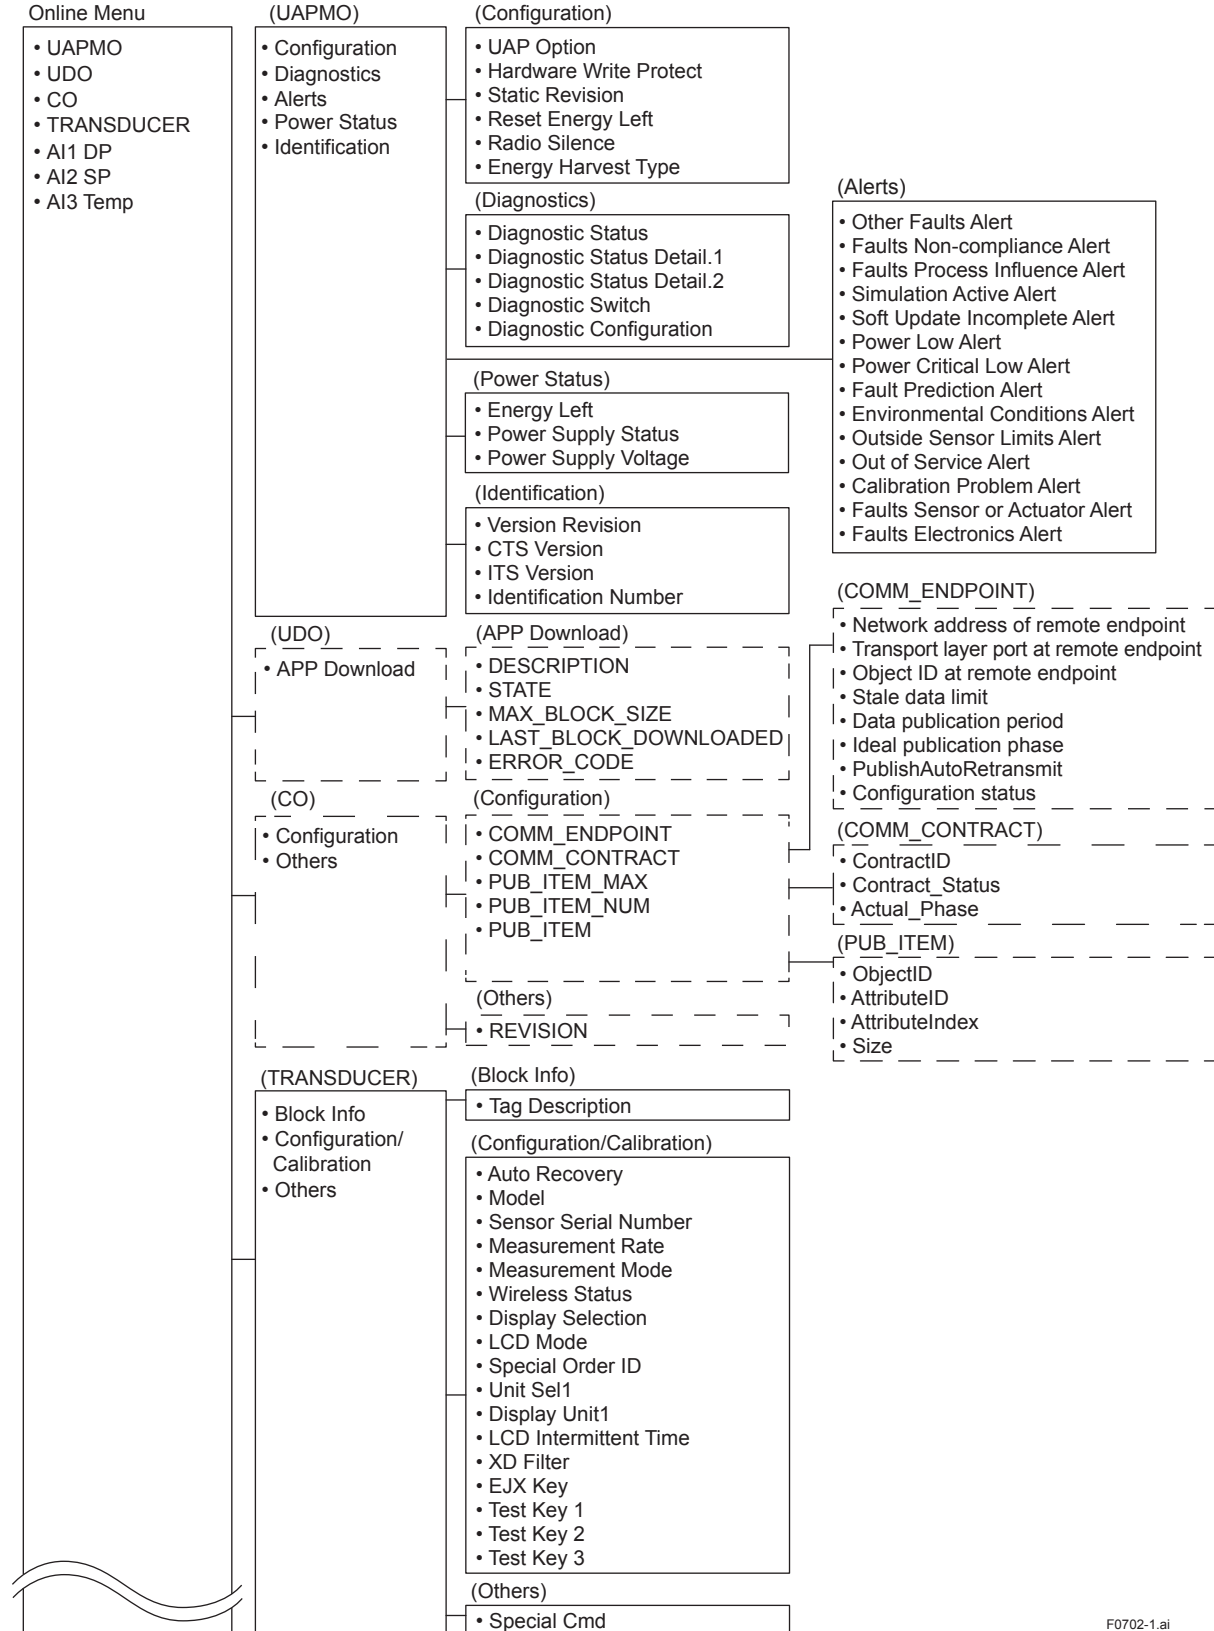 Online Menu
• UAPMO
• UDO
• CO
• TRANSDUCER
• AI1 DP
• AI2 SP
• AI3 Temp
(UAPMO)
• Configuration
• Diagnostics
• Alerts
• Power Status
• Identification
(Configuration)
• UAP Option
• Hardware Write Protect
• Static Revision
• Reset Energy Left
• Radio Silence
• Energy Harvest Type
(Diagnostics)
• Diagnostic Status
• Diagnostic Status Detail.1
• Diagnostic Status Detail.2
• Diagnostic Switch
• Diagnostic Configuration
(Alerts)
• Other Faults Alert
• Faults Non-compliance Alert
• Faults Process Influence Alert
• Simulation Active Alert
• Soft Update Incomplete Alert
• Power Low Alert
• Power Critical Low Alert
• Fault Prediction Alert
• Environmental Conditions Alert
• Outside Sensor Limits Alert
• Out of Service Alert
• Calibration Problem Alert
• Faults Sensor or Actuator Alert
• Faults Electronics Alert
(Power Status)
• Energy Left
• Power Supply Status
• Power Supply Voltage
(Identification)
• Version Revision
• CTS Version
• ITS Version
• Identification Number
(UDO)
• APP Download
(APP Download)
• DESCRIPTION
• STATE
• MAX_BLOCK_SIZE
• LAST_BLOCK_DOWNLOADED
• ERROR_CODE
(CO)
• Configuration
• Others
(Configuration)
• COMM_ENDPOINT
• COMM_CONTRACT
• PUB_ITEM_MAX
• PUB_ITEM_NUM
• PUB_ITEM
(COMM_ENDPOINT)
• Network address of remote endpoint
• Transport layer port at remote endpoint
• Object ID at remote endpoint
• Stale data limit
• Data publication period
• Ideal publication phase
• PublishAutoRetransmit
• Configuration status
(COMM_CONTRACT)
• ContractID
• Contract_Status
• Actual_Phase
(PUB_ITEM)
• ObjectID
• AttributeID
• AttributeIndex
• Size
(Others)
• REVISION
(TRANSDUCER)
• Block Info
• Configuration/
Calibration
• Others
(Block Info)
• Tag Description
(Configuration/Calibration)
• Auto Recovery
• Model
• Sensor Serial Number
• Measurement Rate
• Measurement Mode
• Wireless Status
• Display Selection
• LCD Mode
• Special Order ID
• Unit Sel1
• Display Unit1
• LCD Intermittent Time
• XD Filter
• EJX Key
• Test Key 1
• Test Key 2
• Test Key 3
(Others)
• Special Cmd
F0702-1.ai